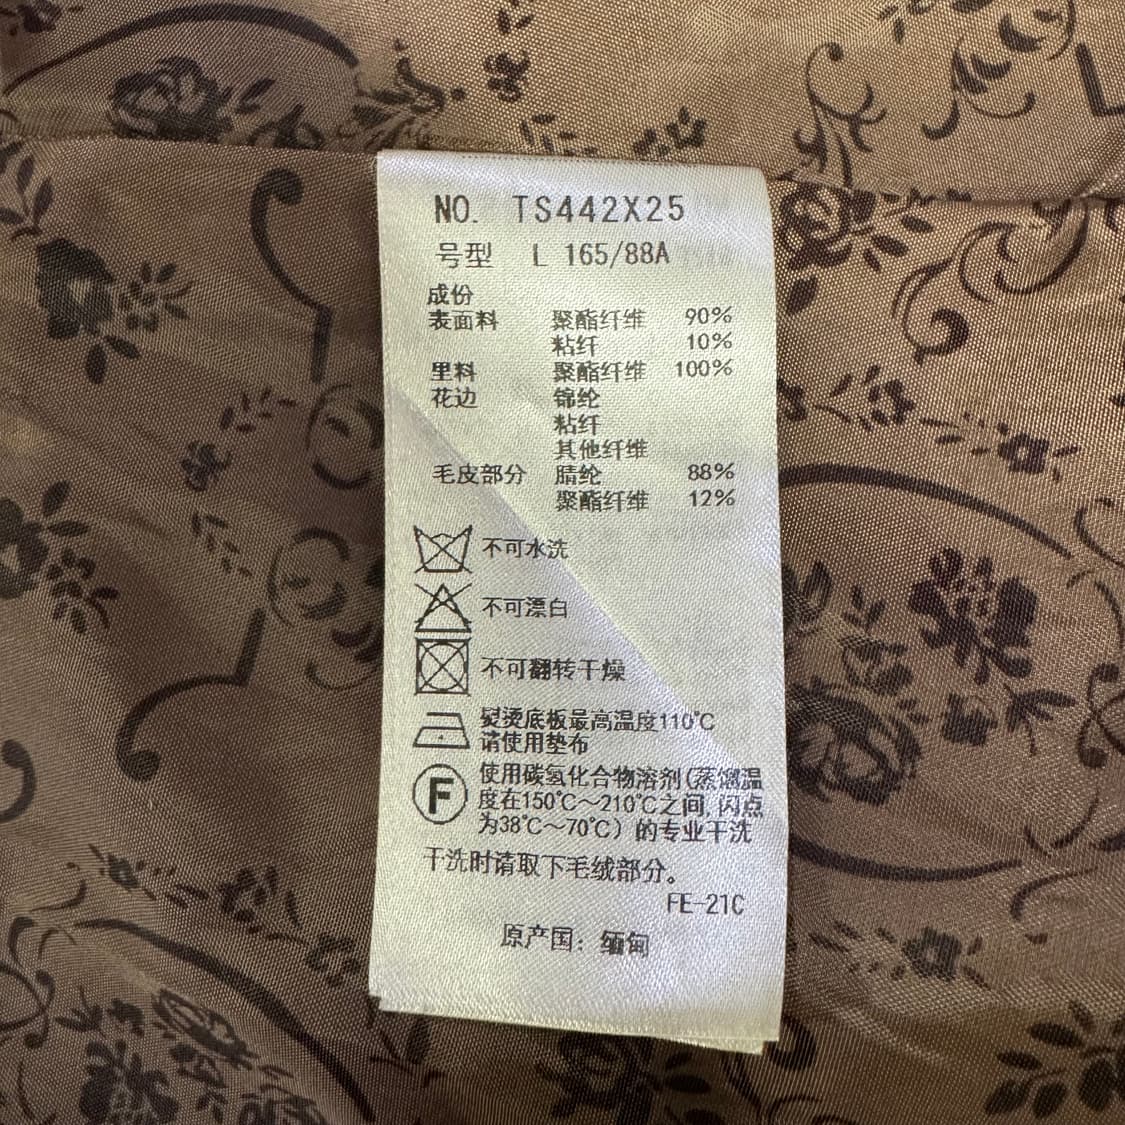 NO. TS442X25
号型 L 165/88A
成份
表面料 聚酯纤维 90%
粘纤 10%
里料 聚酯纤维 100%
花边 锦纶
粘纤
其他纤维
毛皮部分 腈纶 88%
聚酯纤维 12%
不可水洗
不可漂白
不可翻转干燥
熨烫底板最高温度110℃
请使用垫布
F 使用碳氢化合物溶剂(蒸馏温
度在150℃～210℃之间,闪点
为38℃～70℃）的专业干洗
干洗时请取下毛绒部分。
FE-21C
原产国：缅甸